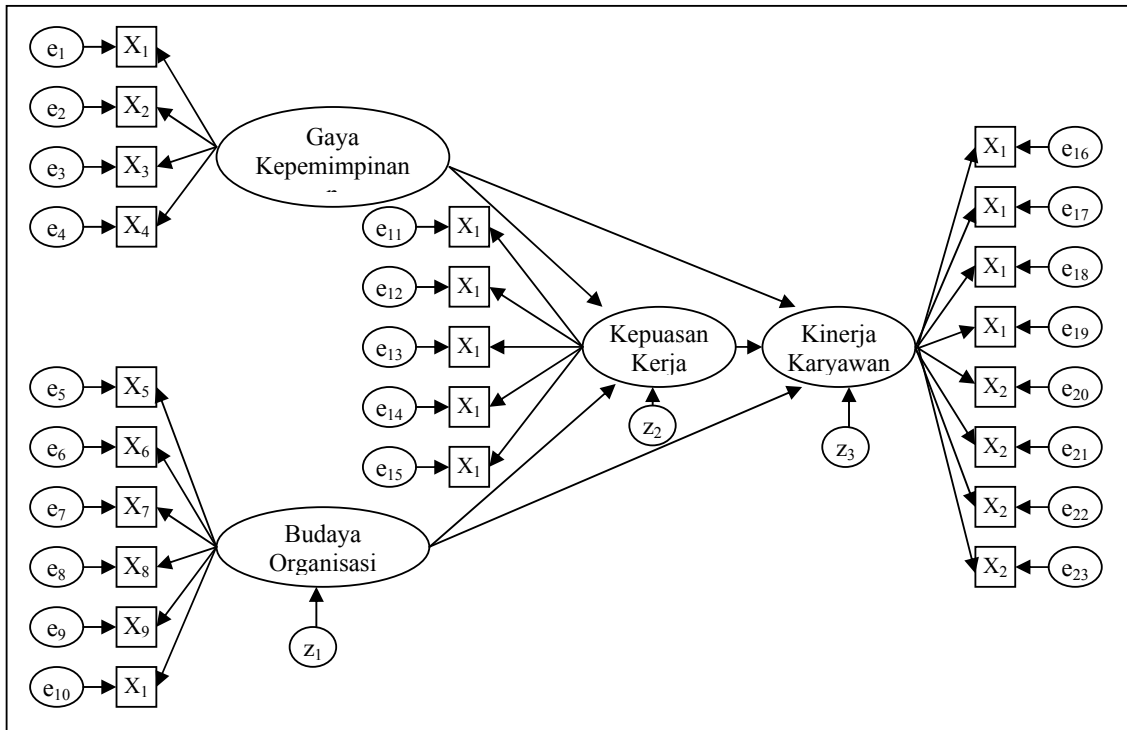 e₁ X₁
e₂ X₂
e₃ X₃
e₄ X₄
Gaya
Kepemimpinan
e₁₁ X₁
e₁₂ X₁
e₁₃ X₁
e₁₄ X₁
e₁₅ X₁
e₅ X₅
e₆ X₆
e₇ X₇
e₈ X₈
e₉ X₉
e₁₀ X₁
Budaya
Organisasi
z₁
Kepuasan
Kerja
z₂
Kinerja
Karyawan
z₃
X₁ e₁₆
X₁ e₁₇
X₁ e₁₈
X₁ e₁₉
X₂ e₂₀
X₂ e₂₁
X₂ e₂₂
X₂ e₂₃